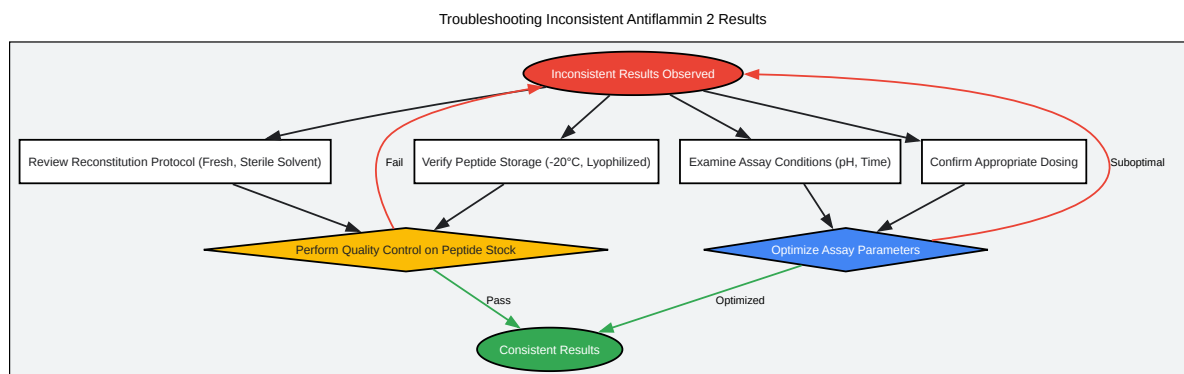 Troubleshooting Inconsistent Antiflammin 2 Results
Inconsistent Results Observed
Review Reconstitution Protocol (Fresh, Sterile Solvent)
Fail
Verify Peptide Storage (-20°C, Lyophilized)
Examine Assay Conditions (pH, Time)
Confirm Appropriate Dosing
Suboptimal
Perform Quality Control on Peptide Stock
Optimize Assay Parameters
Pass
Optimized
Consistent Results